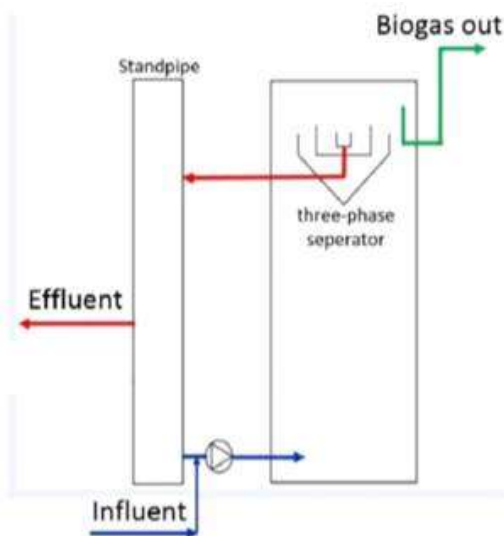 Biogas out
Standpipe
three-phase
seperator
Effluent
Influent